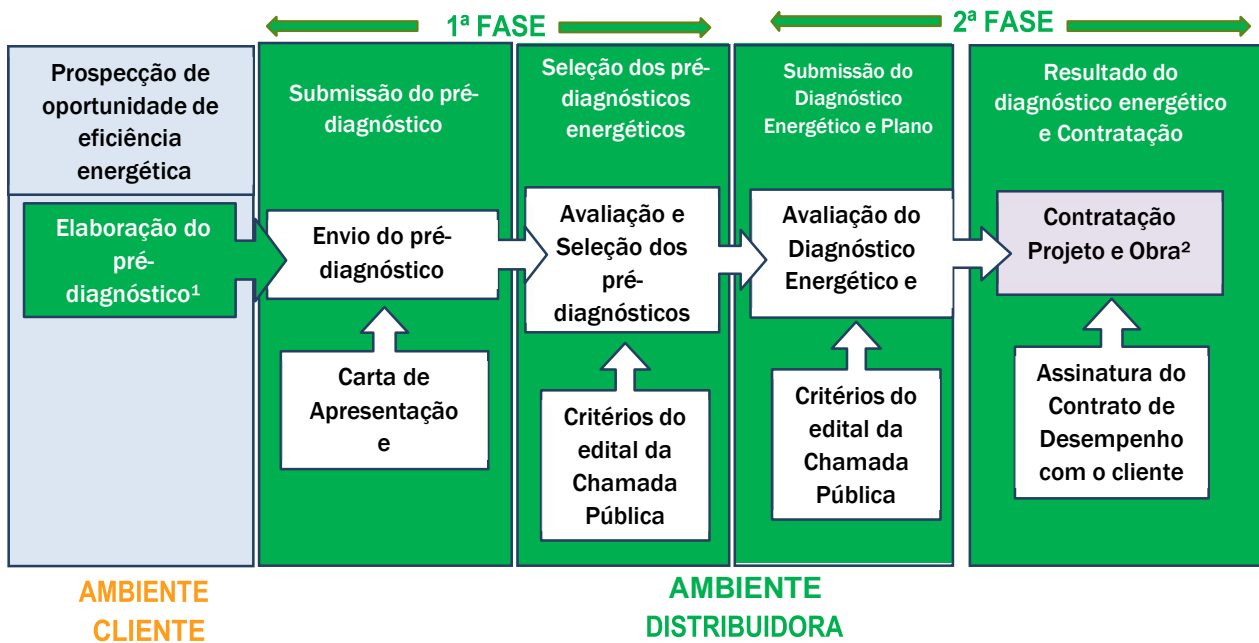 1ª FASE
2ª FASE
Prospecção de
oportunidade de
eficiência
energética
Elaboração do
pré-
diagnóstico¹
Submissão do pré-
diagnóstico
Envio do pré-
diagnóstico
Carta de
Apresentação
e
Seleção dos pré-
diagnósticos
energéticos
Avaliação e
Seleção dos
pré-
diagnósticos
Critérios do
edital da
Chamada
Pública
Submissão do
Diagnóstico
Energético e Plano
Avaliação do
Diagnóstico
Energético e
Critérios do
edital da
Chamada
Pública
Resultado do
diagnóstico energético
e Contratação
Contratação
Projeto e Obra²
Assinatura do
Contrato de
Desempenho
com o cliente
AMBIENTE
CLIENTE
AMBIENTE
DISTRIBUIDORA